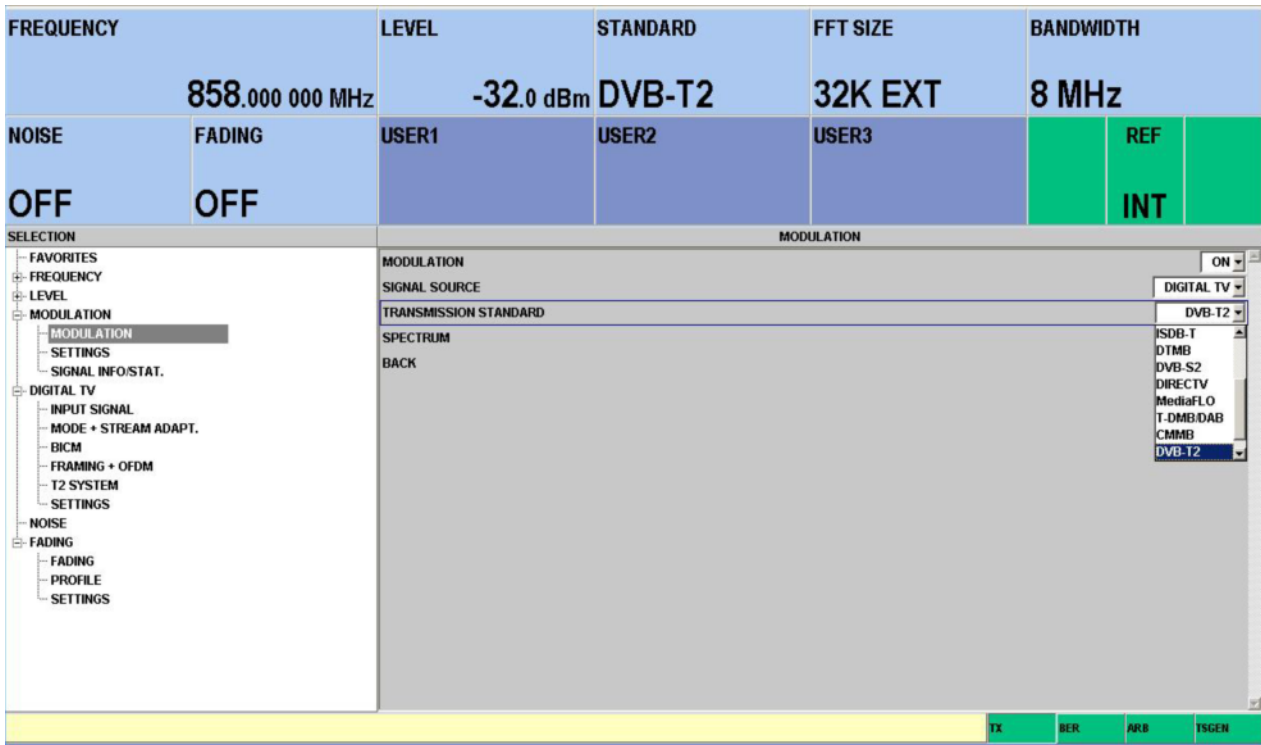 FREQUENCY LEVEL STANDARD FFT SIZE BANDWIDTH
858.000 000 MHz -32.0 dBm DVB-T2 32K EXT 8 MHz
NOISE FADING USER1 USER2 USER3 REF
OFF OFF INT
SELECTION
FAVORITES
FREQUENCY
LEVEL
MODULATION
MODULATION
SETTINGS
SIGNAL INFO/STAT.
DIGITAL TV
INPUT SIGNAL
MODE + STREAM ADAPT.
BICM
FRAMING + OFDM
T2 SYSTEM
SETTINGS
NOISE
FADING
FADING
PROFILE
SETTINGS
MODULATION
MODULATION ON
SIGNAL SOURCE DIGITAL TV
TRANSMISSION STANDARD DVB-T2
SPECTRUM
BACK
ISDB-T
DTMB
DVB-S2
DIRECTV
MediaFLO
T-DMB/DAB
CMMB
DVB-T2
TX BER ARB TSGEN